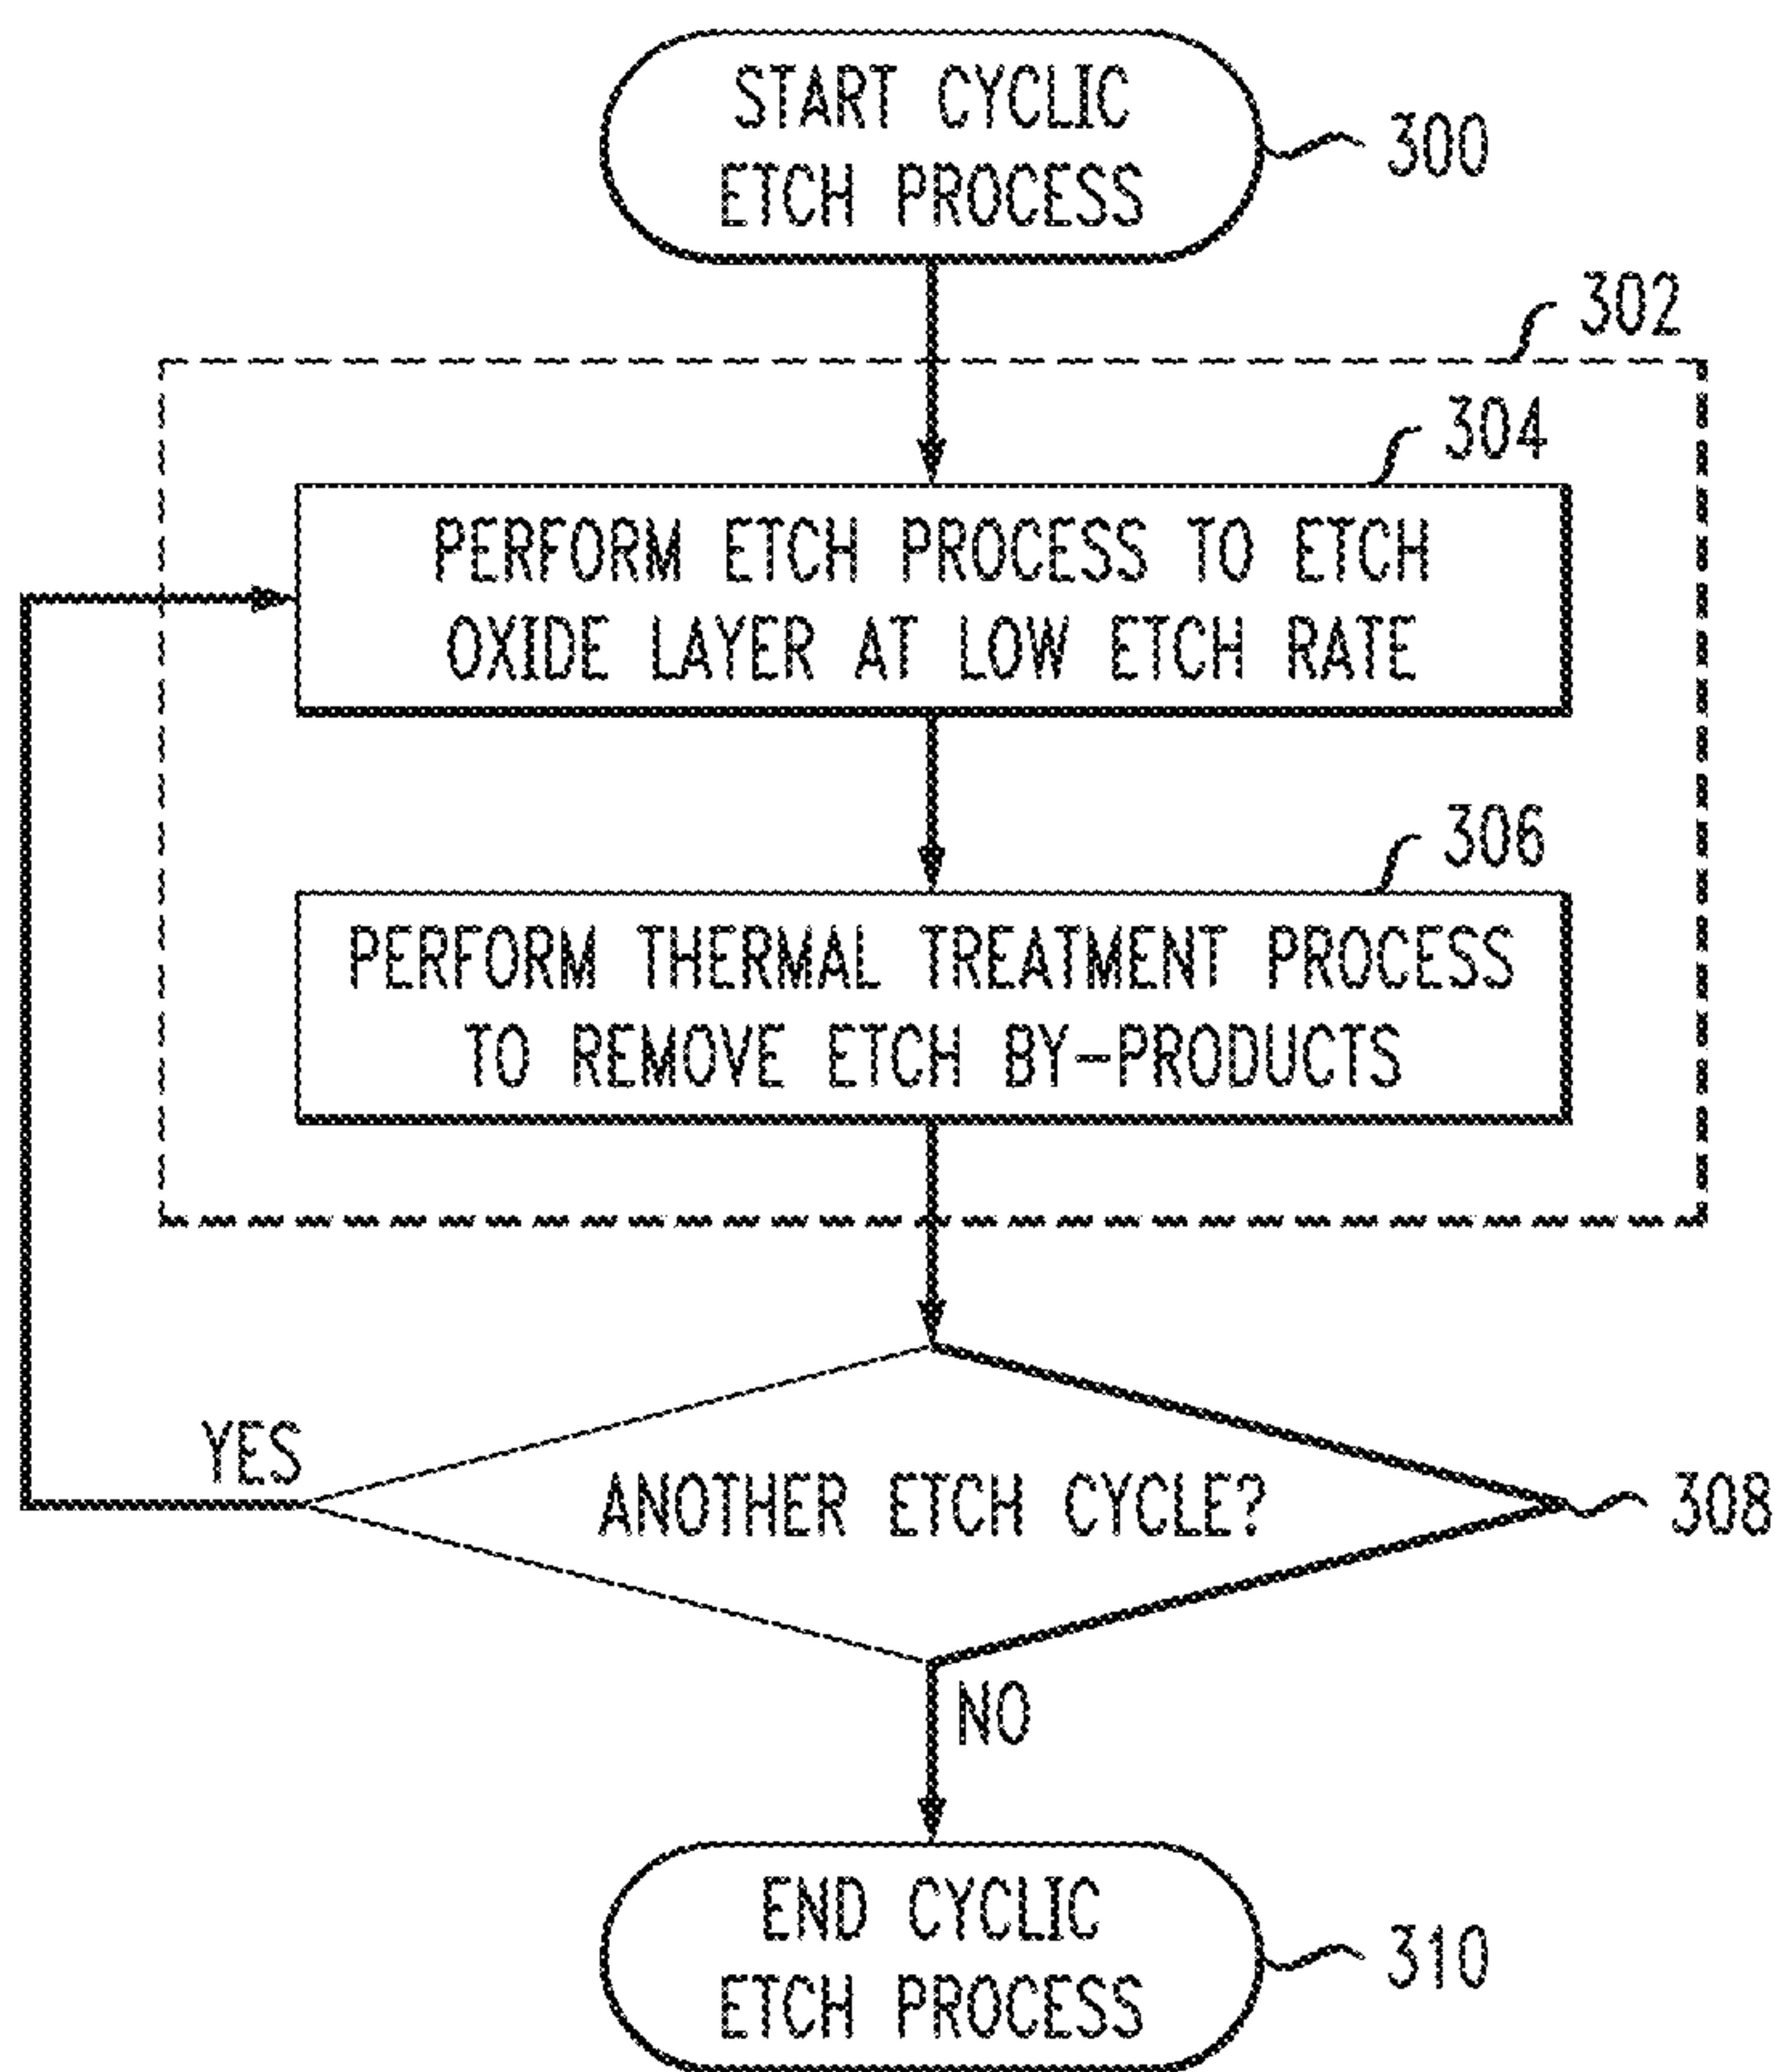 START CYCLIC
ETCH PROCESS
300
302
304
PERFORM ETCH PROCESS TO ETCH
OXIDE LAYER AT LOW ETCH RATE
306
PERFORM THERMAL TREATMENT PROCESS
TO REMOVE ETCH BY-PRODUCTS
YES
ANOTHER ETCH CYCLE?
308
NO
END CYCLIC
ETCH PROCESS
310